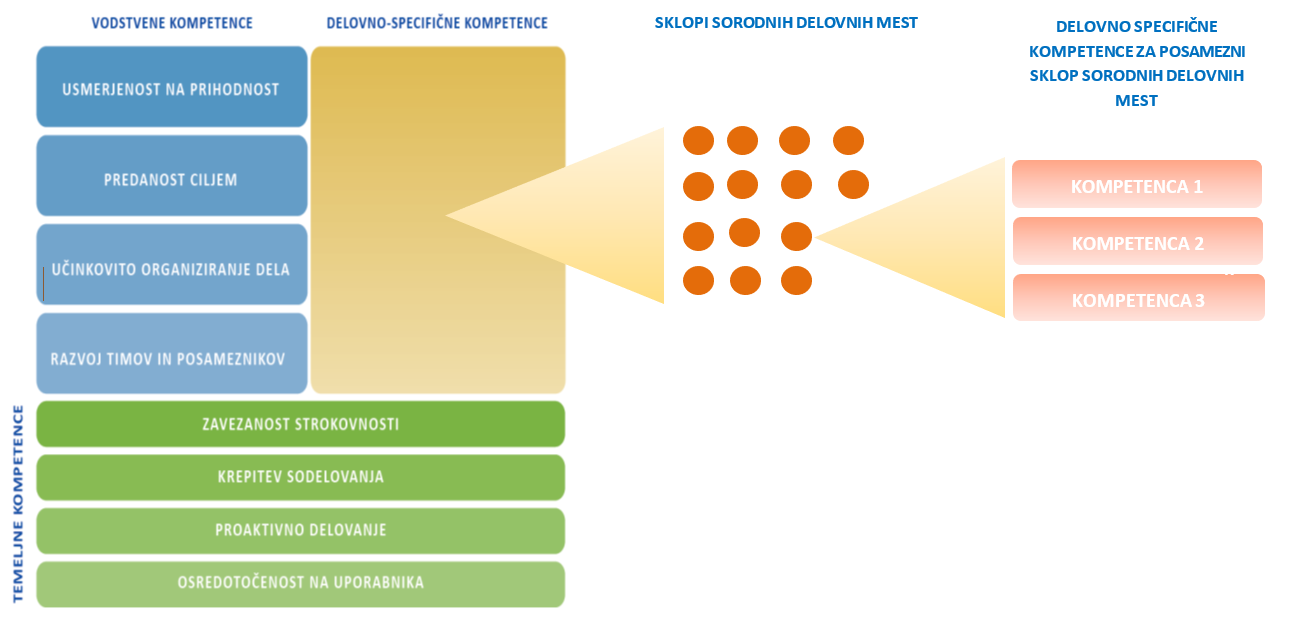 VODSTVENE KOMPETENCE
DELOVNO-SPECIFIČNE KOMPETENCE
SKLOPI SORODNIH DELOVNIH MEST
DELOVNO SPECIFIČNE
KOMPETENCE ZA POSAMEZNI
SKLOP SORODNIH DELOVNIH
MEST
USMERJENOST NA PRIHODNOST
PREDANOST CILJEM
UČINKOVITO ORGANIZIRANJE DELA
RAZVOJ TIMOV IN POSAMEZNIKOV
KOMPETENCA 1
KOMPETENCA 2
KOMPETENCA 3
TEMELJNE KOMPETENCE
ZAVEZANOST STROKOVNOSTI
KREPITEV SODELOVANJA
PROAKTIVNO DELOVANJE
OSREDOTOČENOST NA UPORABNIKA